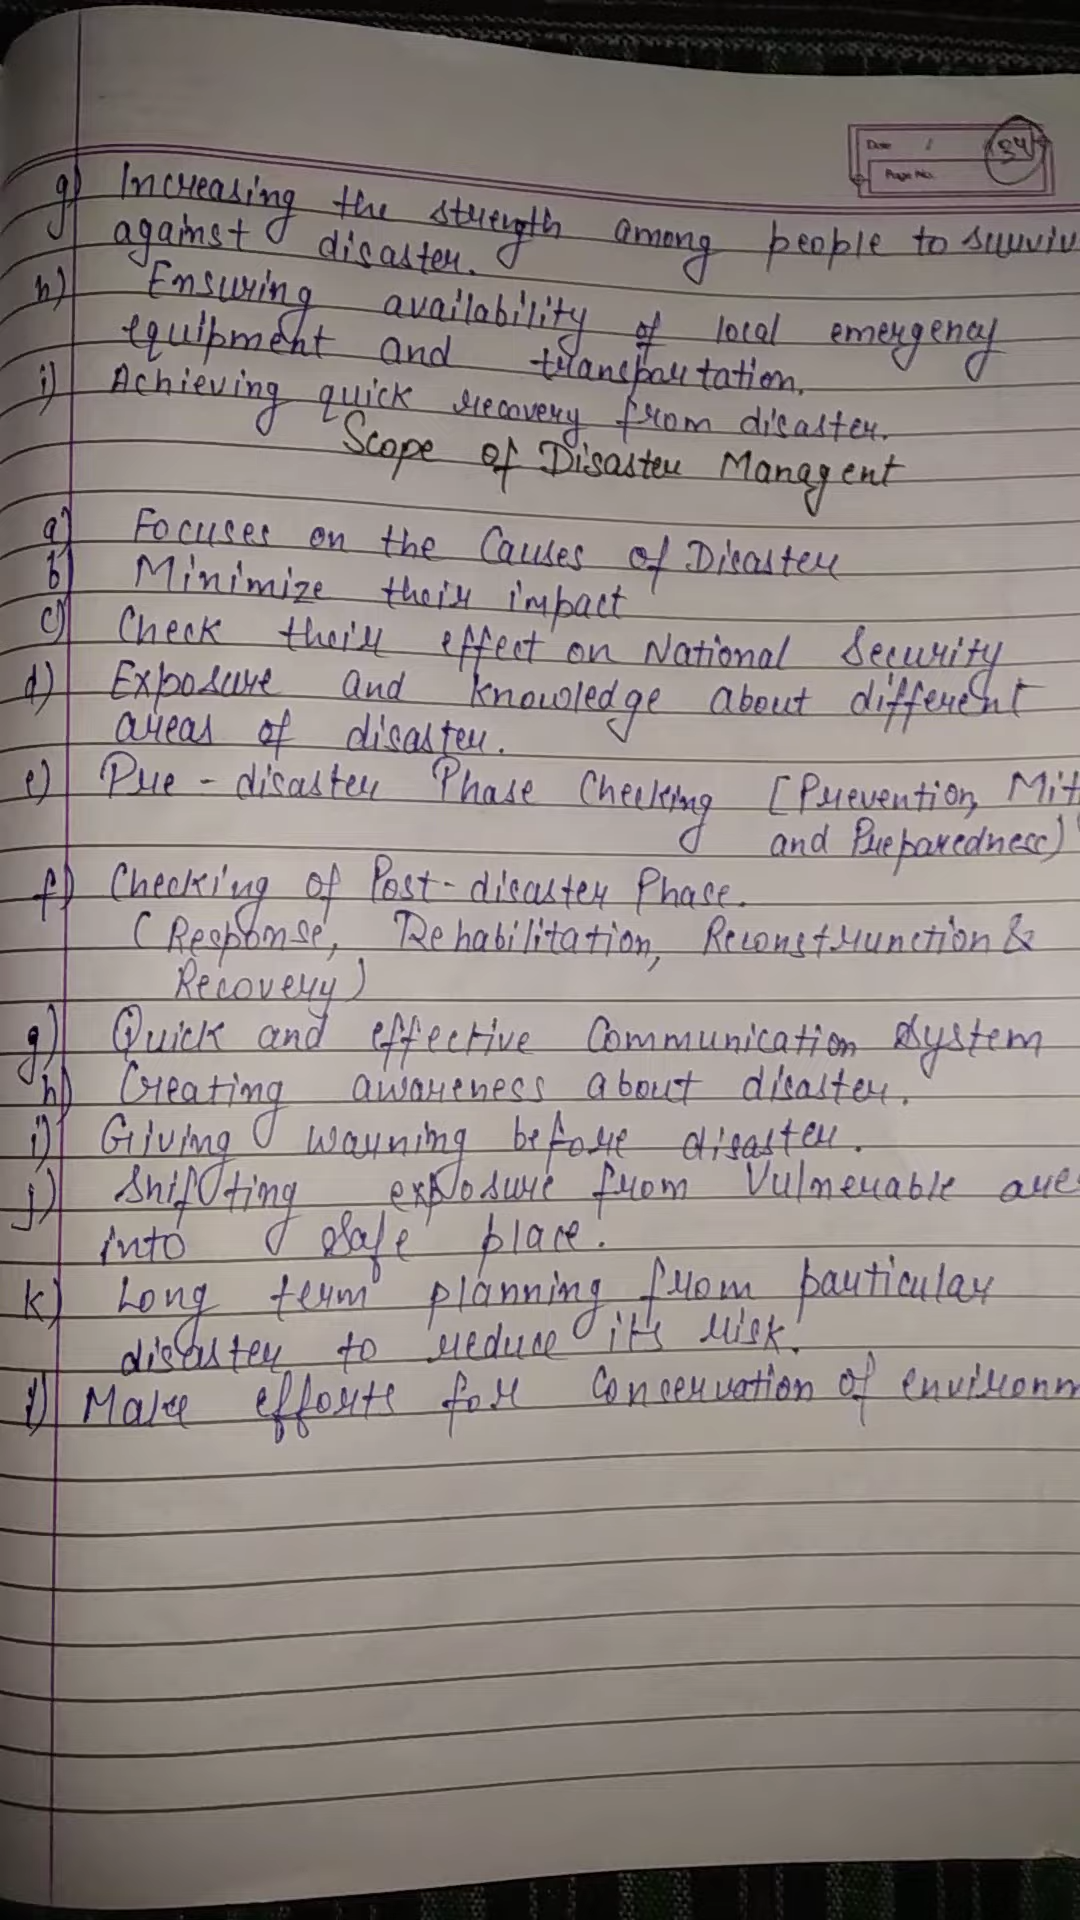 Date /
Page No. 34
g) Increasing the strength among people to surviv
against disaster.
h) Ensuring availability of local emergency
equipment and transportation.
i) Achieving quick recovery from disaster.
Scope of Disaster Managent
a) Focuses on the Causes of Disaster
b) Minimize their impact
c) Check their effect on National Security
d) Exposure and knowledge about different
areas of disaster.
e) Pre - disaster Phase Checking [Prevention, Mit
and Preparedness)
f) Checking of Post-disaster Phase.
(Response, Rehabilitation, Reconstrunction &
Recovery)
g) Quick and effective Communication System
h) Creating awareness about disaster.
i) Giving warning before disaster.
j) Shifting exposure from Vulnerable are
into safe place.
k) Long term planning from particular
disaster to reduce its risk.
l) Make efforts for Conservation of environm